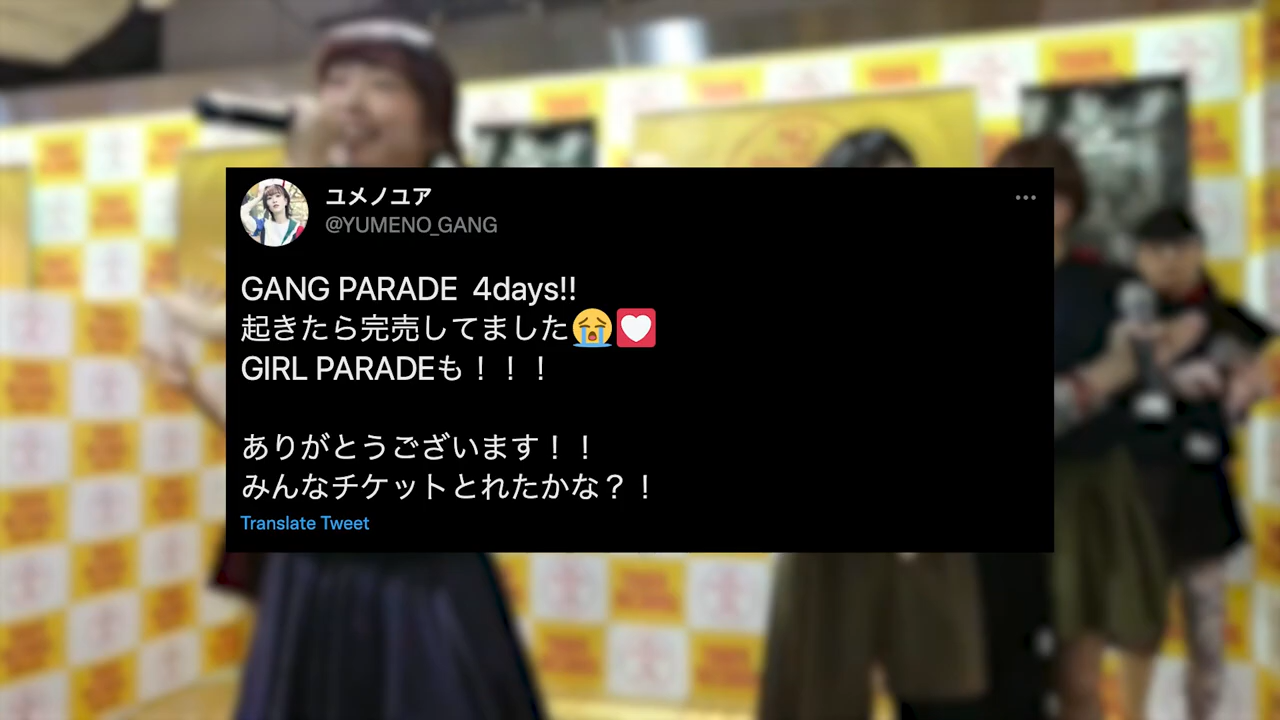 ユメノユア
@YUMENO_GANG
GANG PARADE 4days!!
起きたら完売してました😭💟
GIRL PARADEも！！！
ありがとうございます！！
みんなチケットとれたかな？！
Translate Tweet